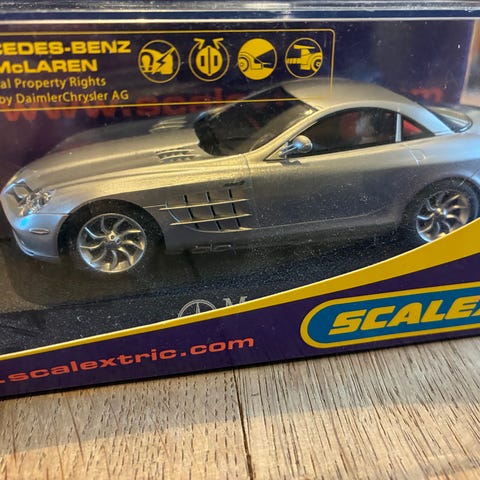 CEDES-BENZ
McLAREN
al Property Rights
by DaimlerChrysler AG
M
SCALEX
.scalextric.com